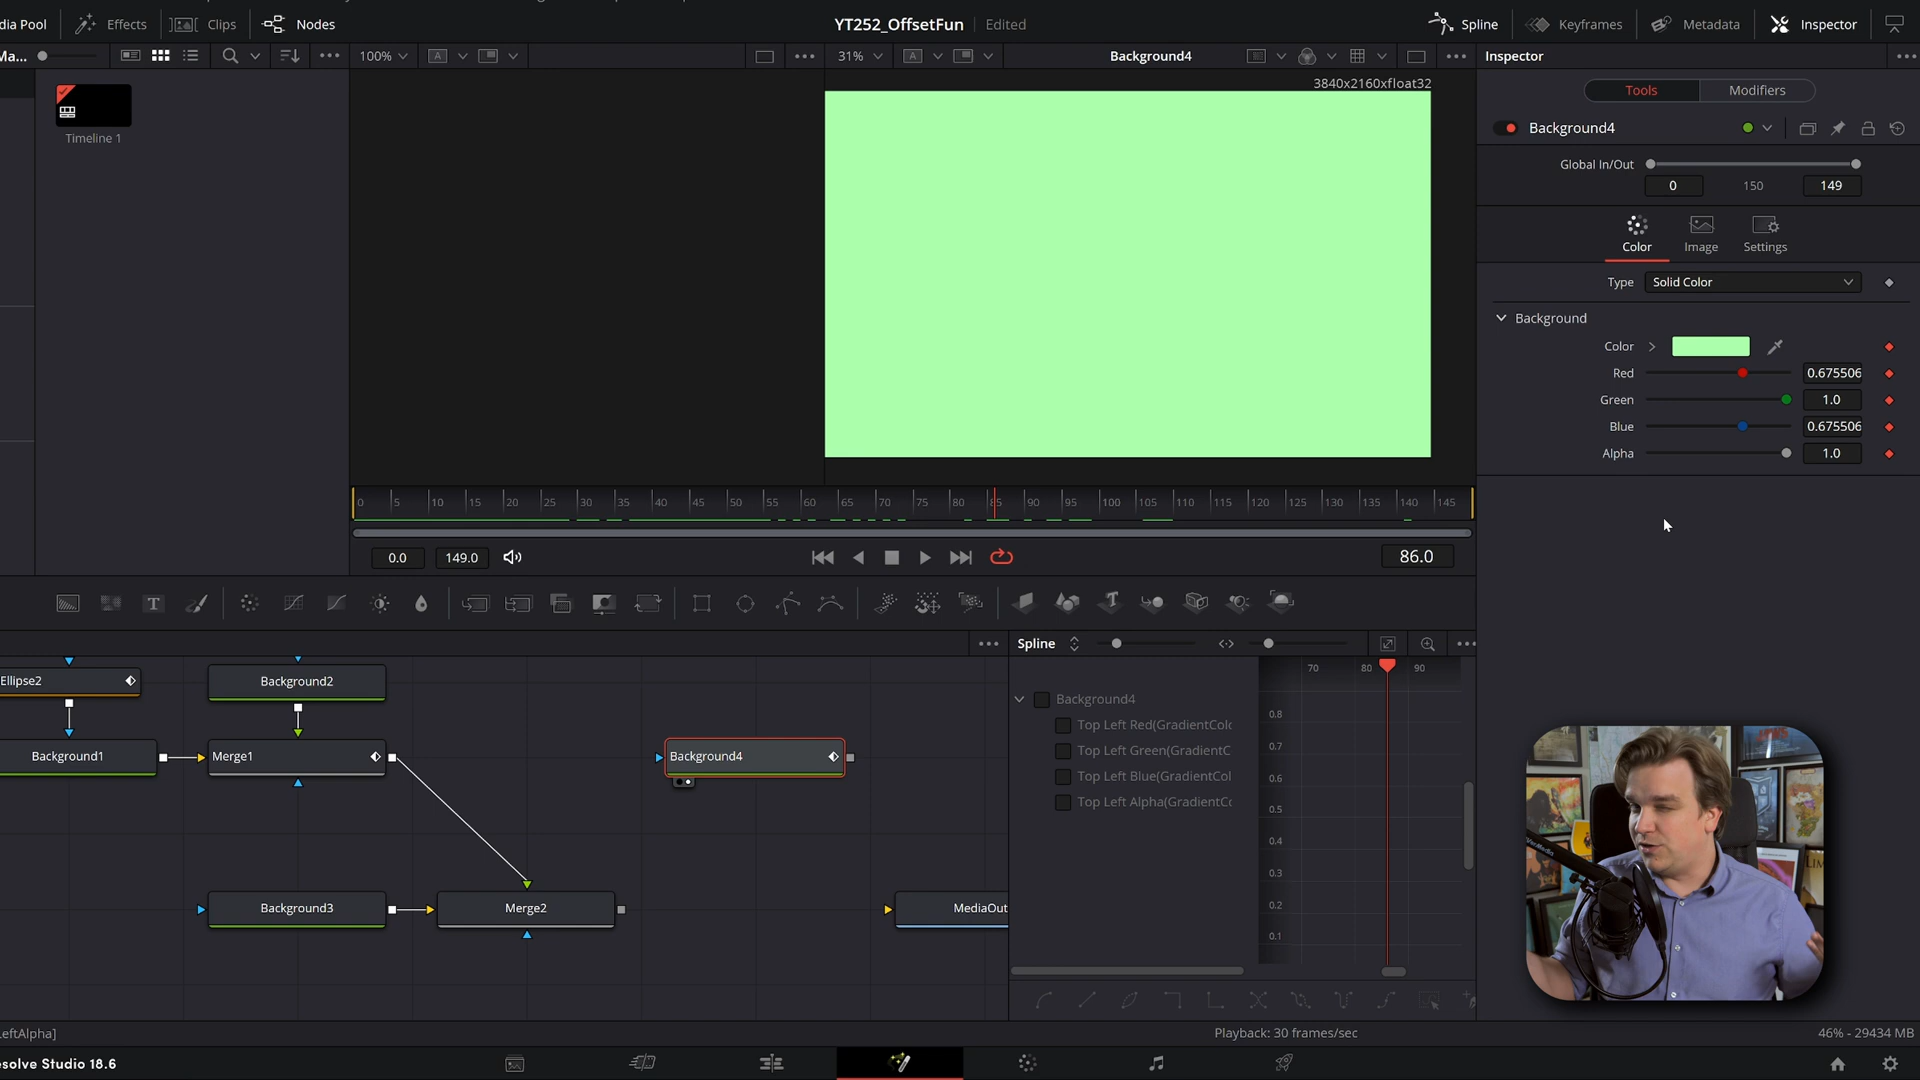 dia Pool
Effects
Clips
Nodes
YT252_OffsetFun
Edited
Spline
Keyframes
Metadata
Inspector
Ma...
100%
A
31%
A
Background4
Inspector
3840x2160xfloat32
Timeline 1
Tools
Modifiers
Background4
Global In/Out
0
150
149
Color
Image
Settings
Type
Solid Color
Background
Color
Red
0.675506
Green
1.0
Blue
0.675506
Alpha
1.0
0 5 10 15 20 25 30 35 40 45 50 55 60 65 70 75 80 85 90 95 100 105 110 115 120 125 130 135 140 145
0.0
149.0
86.0
T
T
Spline
Ellipse2
Background2
Background1
Merge1
Background4
Background3
Merge2
MediaOut
Background4
Top Left Red(GradientColo
Top Left Green(GradientC
Top Left Blue(GradientCol
Top Left Alpha(GradientCo
70
80
90
0.8
0.7
0.6
0.5
0.4
0.3
0.2
0.1
eftAlpha]
Playback: 30 frames/sec
46% - 29434 MB
esolve Studio 18.6